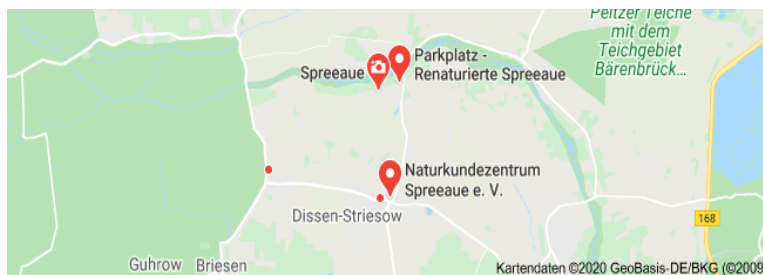 Peitzer Teiche
mit dem
Teichgebiet
Bärenbrück...
Parkplatz -
Renaturierte Spreeaue
Spreeaue
Naturkundezentrum
Spreeaue e. V.
Dissen-Striesow
168
Guhrow
Briesen
Kartendaten ©2020 GeoBasis-DE/BKG (©2009